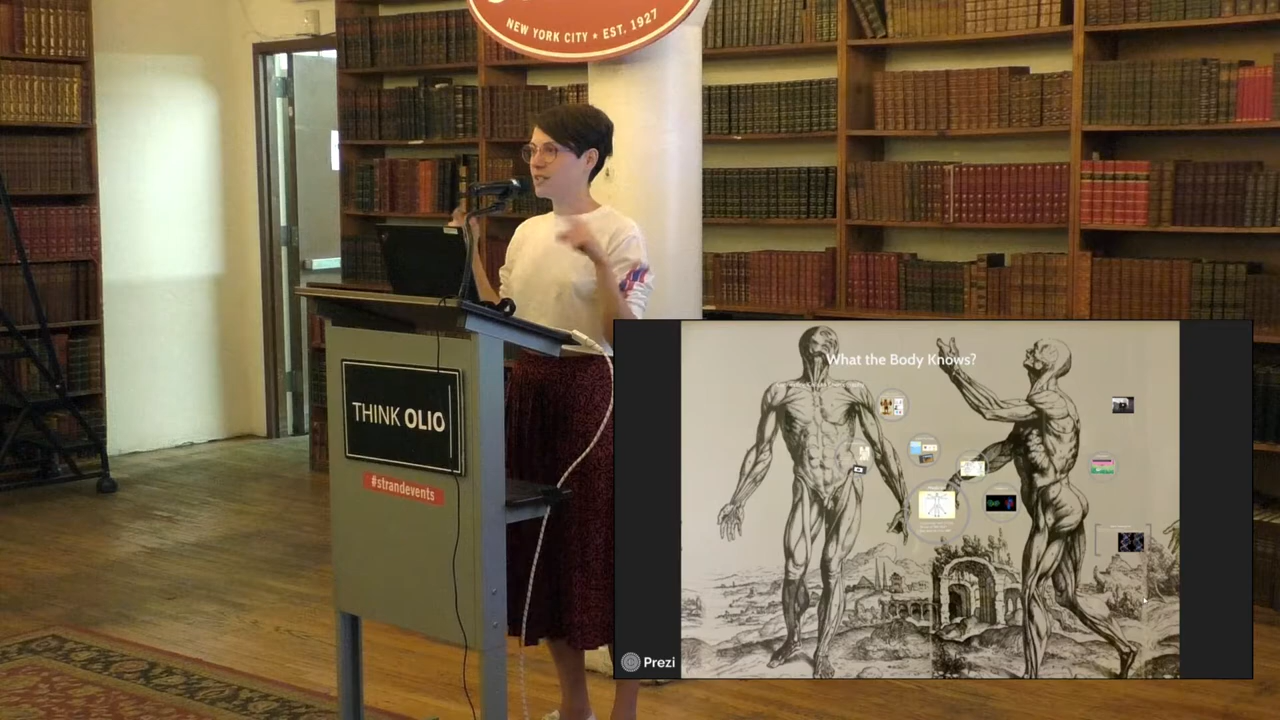 NEW YORK CITY ★ EST. 1927
THINK OLIO
#strandevents
What the Body Knows?
Prezi